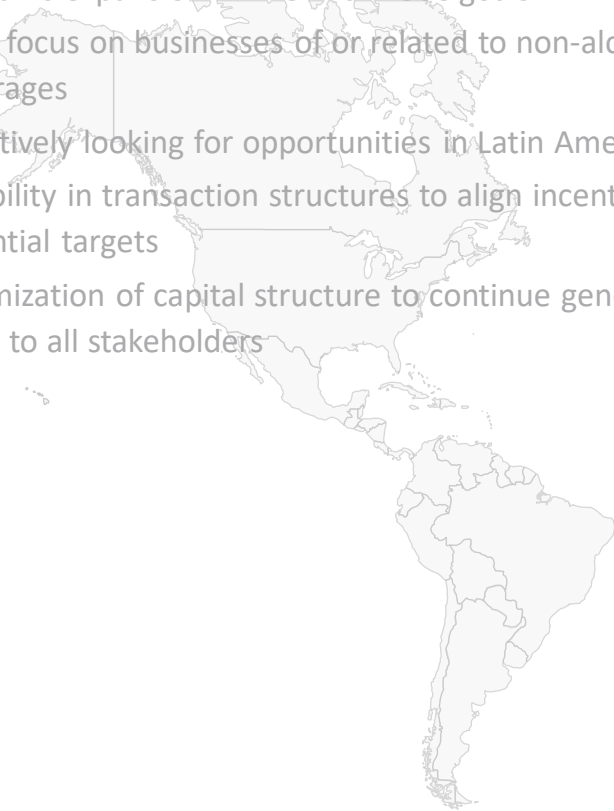 focus on businesses of or related to non-alc
rages
tively looking for opportunities in Latin Ame
bility in transaction structures to align incent
ntial targets
mization of capital structure to continue gen
to all stakeholders